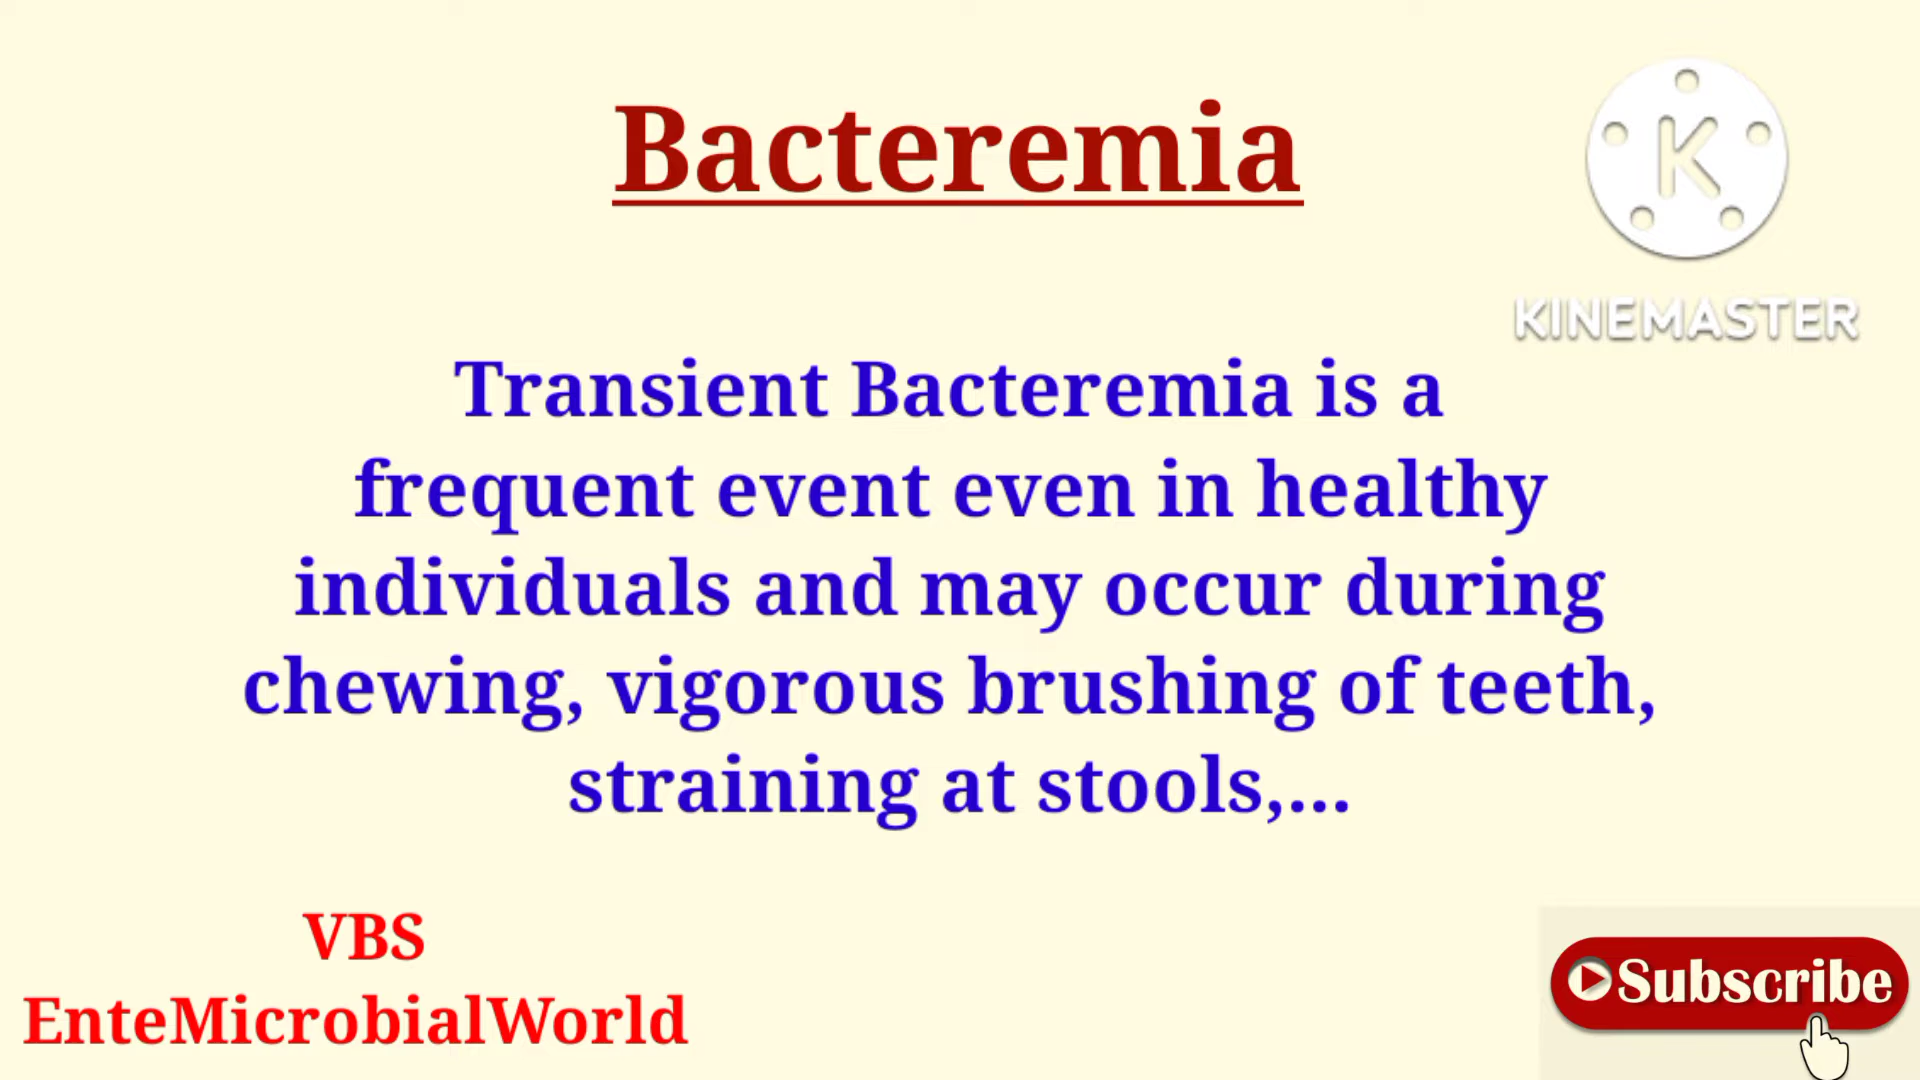 Bacteremia
K
KINEMASTER
Transient Bacteremia is a
frequent event even in healthy
individuals and may occur during
chewing, vigorous brushing of teeth,
straining at stools,...
VBS
EnteMicrobialWorld
Subscribe